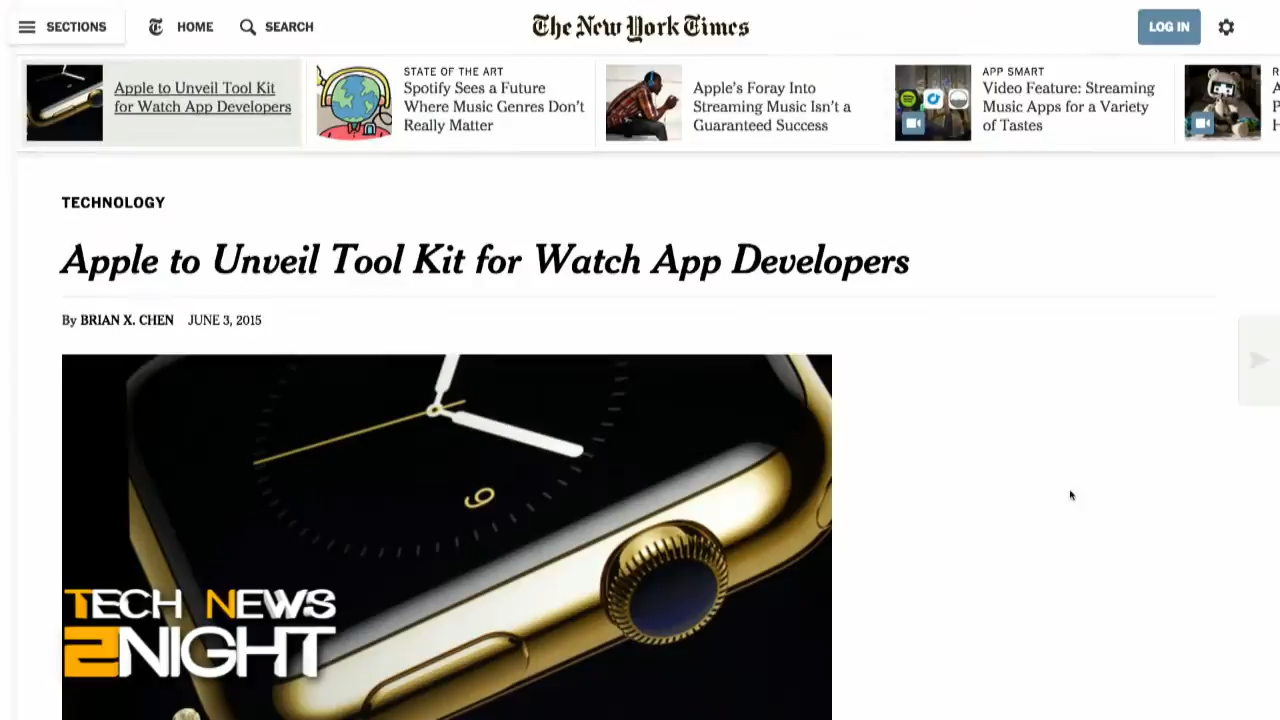 SECTIONS
HOME
SEARCH
The New York Times
LOG IN
Apple to Unveil Tool Kit
for Watch App Developers
STATE OF THE ART
Spotify Sees a Future
Where Music Genres Don't
Really Matter
Apple's Foray Into
Streaming Music Isn't a
Guaranteed Success
APP SMART
Video Feature: Streaming
Music Apps for a Variety
of Tastes
TECHNOLOGY
Apple to Unveil Tool Kit for Watch App Developers
By BRIAN X. CHEN JUNE 3, 2015
6
TECH NEWS
2NIGHT